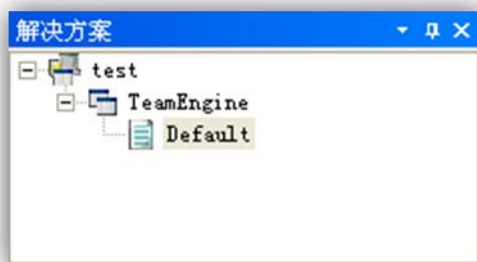 解决方案
test
TeamEngine
Default